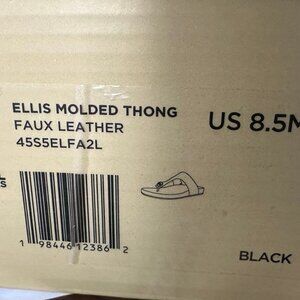 ELLIS MOLDED THONG
FAUX LEATHER
45S5ELFA2L
US 8.5M
1 98446 12386 2
BLACK